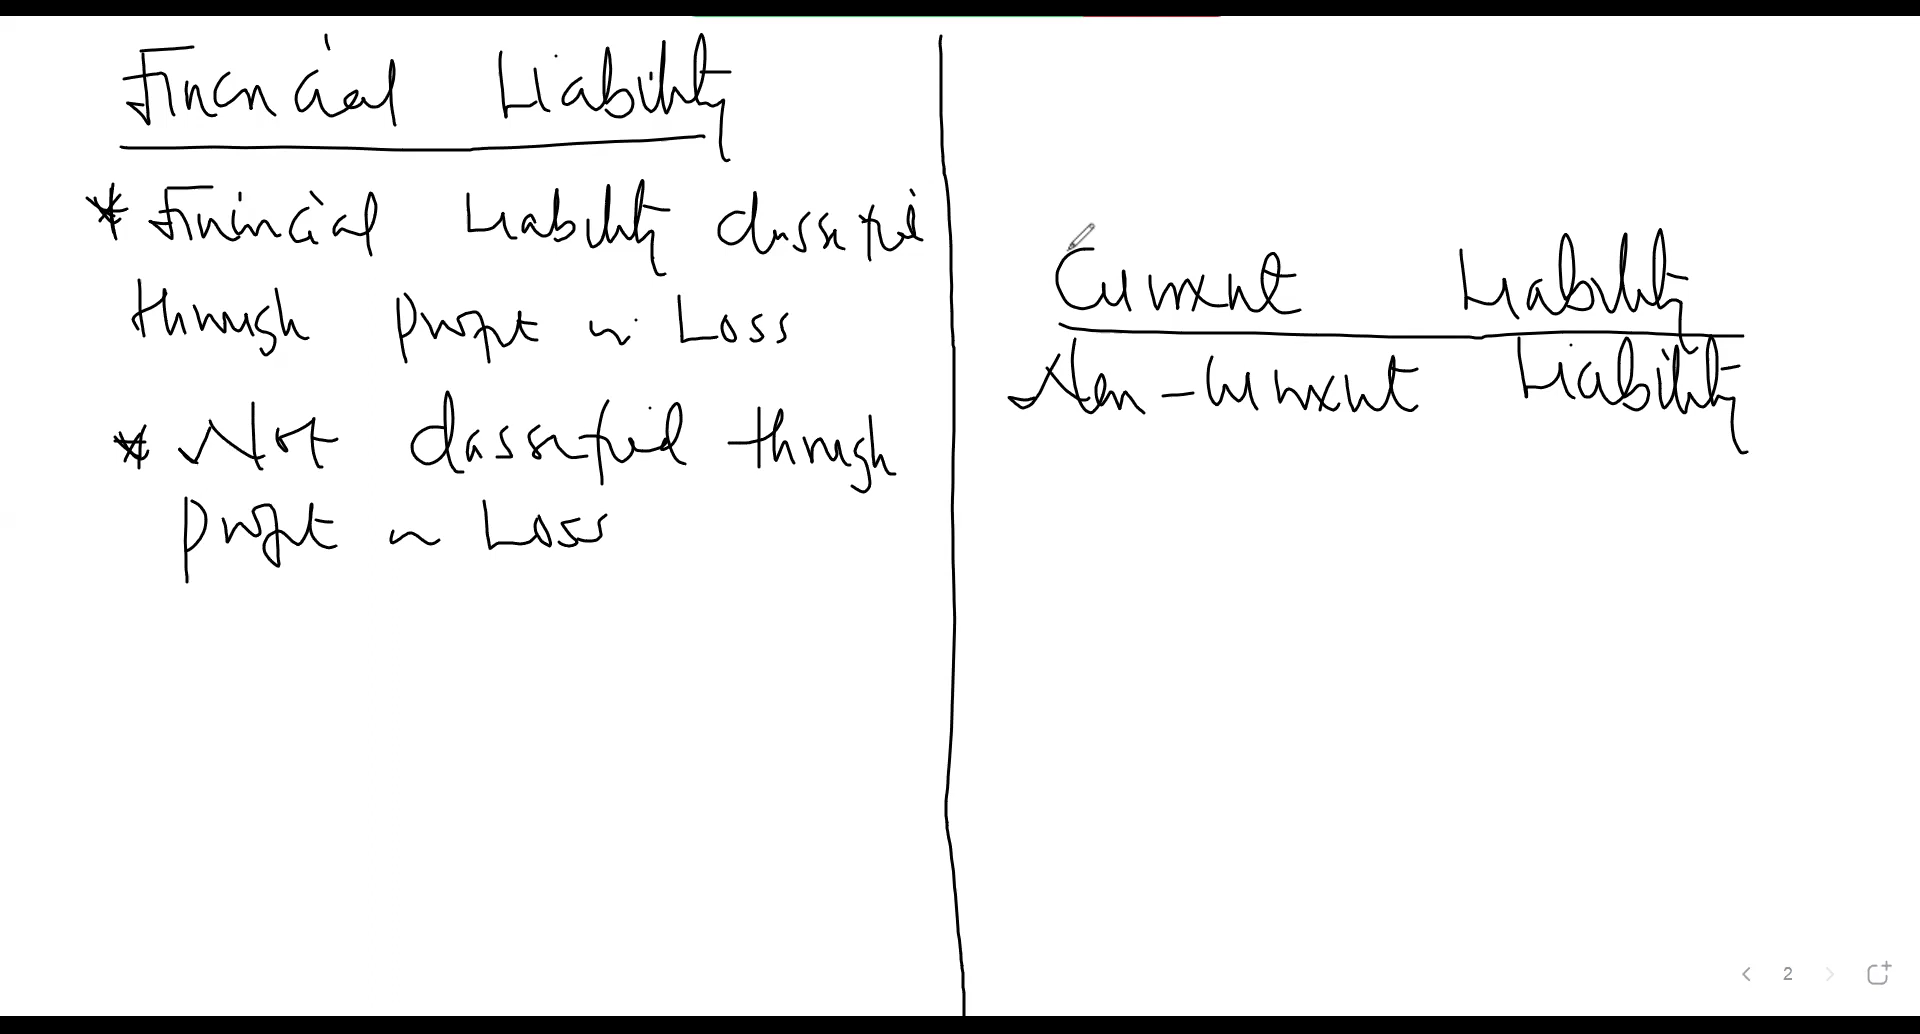 Financial Liability
* Financial Liability classified
through profit or Loss
* Not classified through
profit or Loss
Current Liability
Non-Current Liability
2